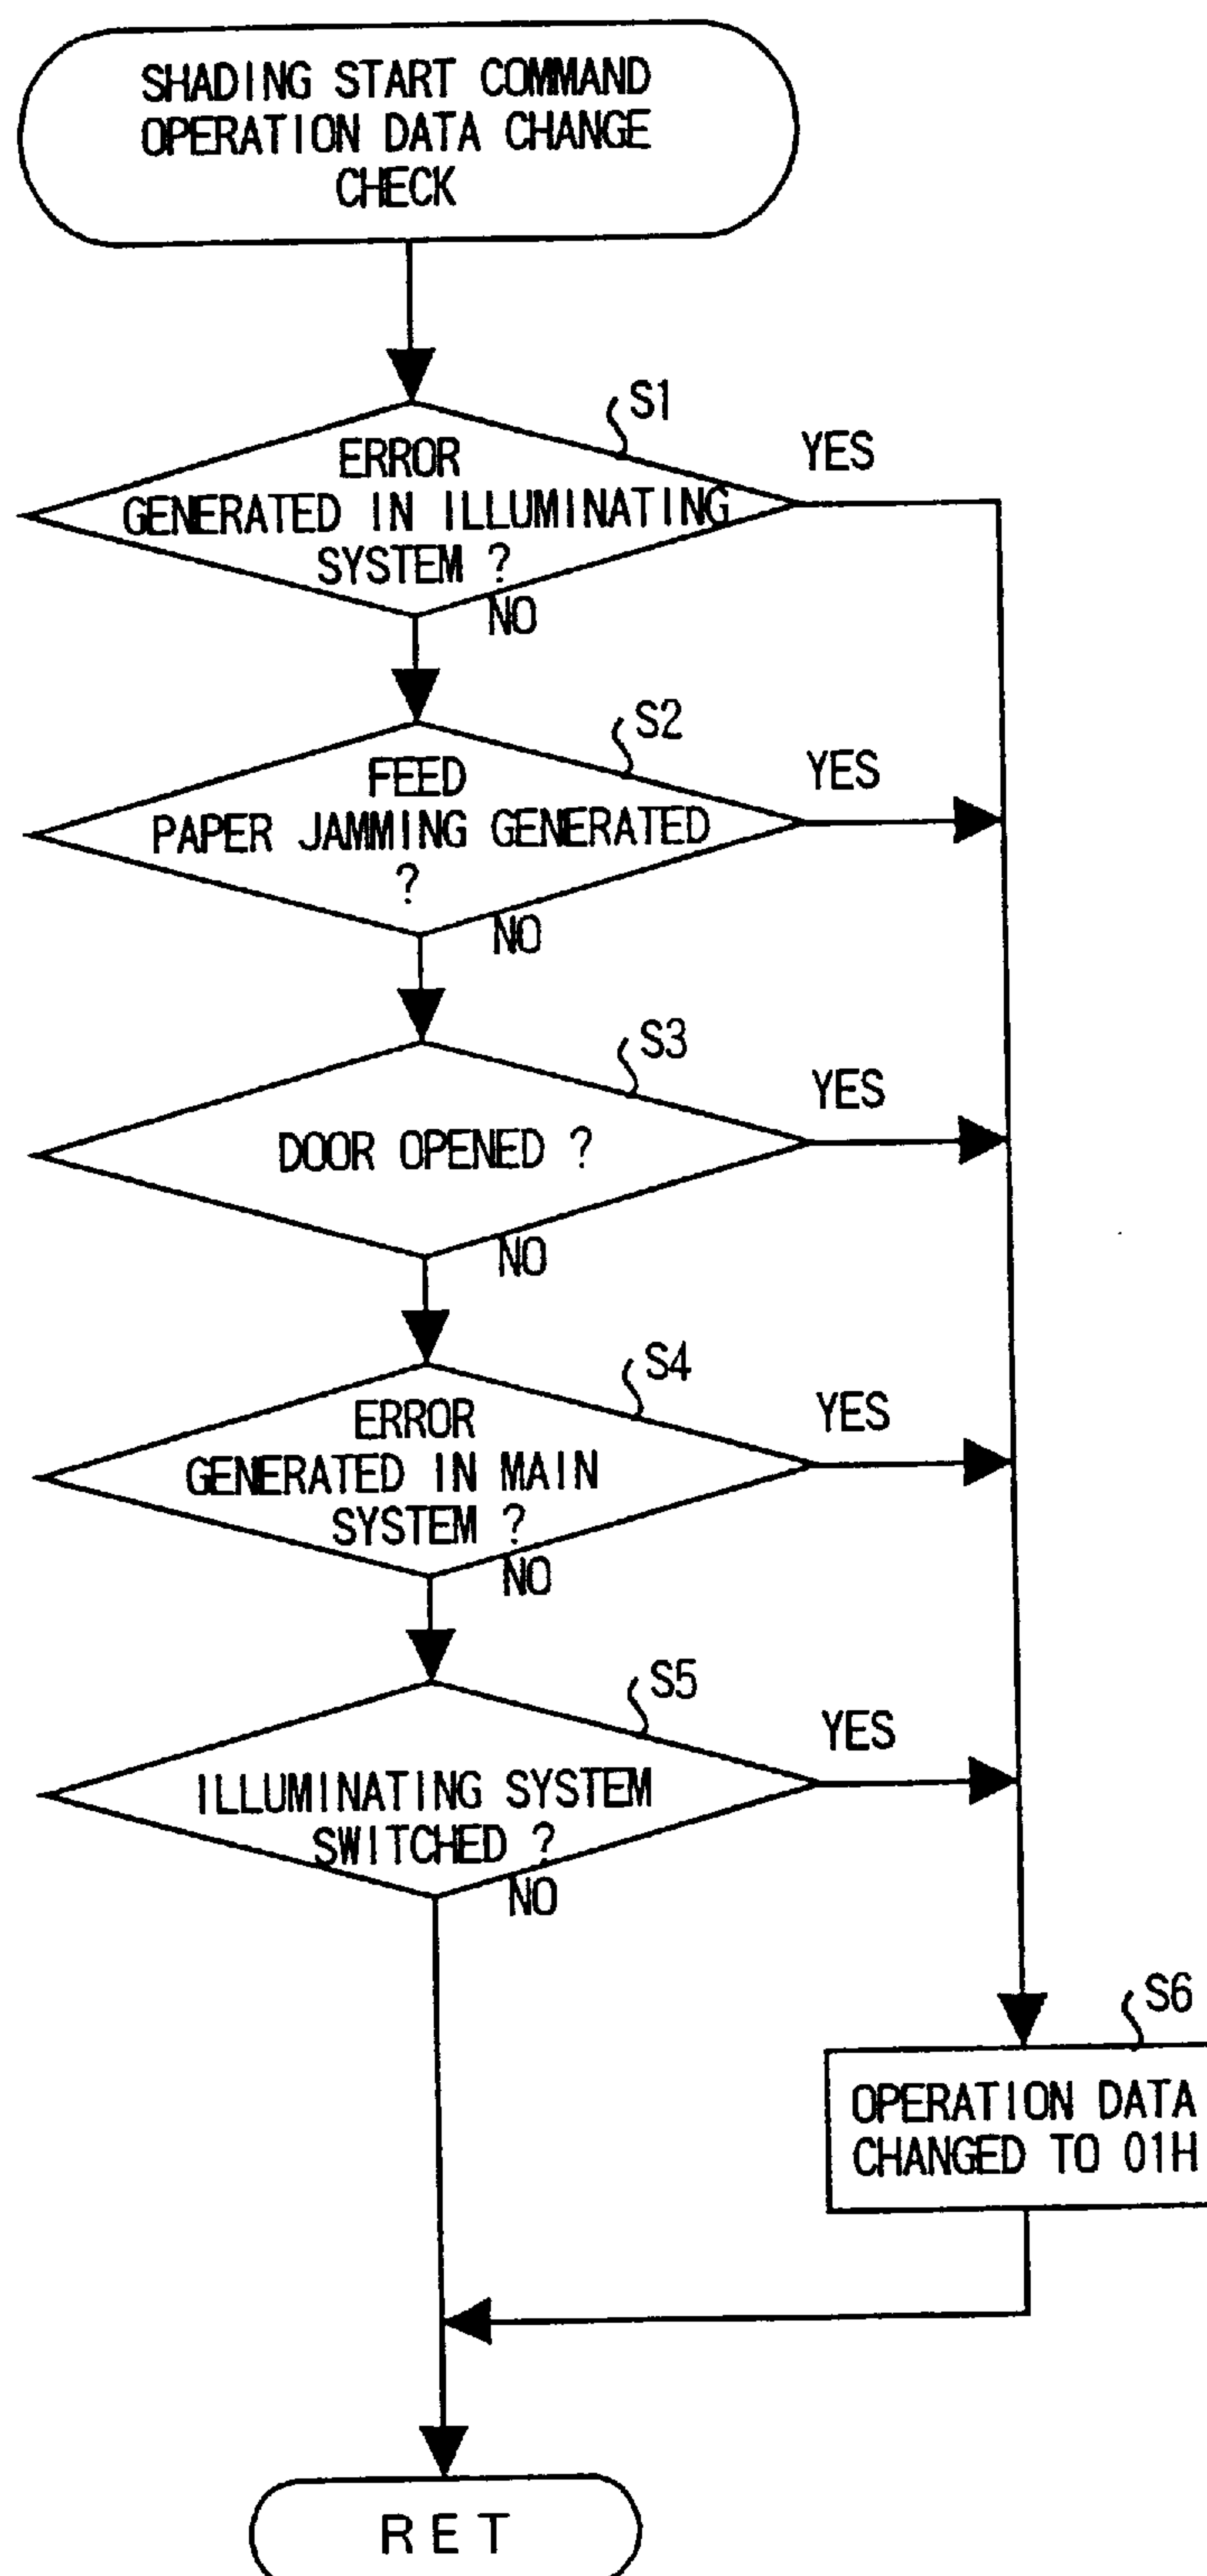 SHADING START COMMAND
OPERATION DATA CHANGE
CHECK
S1
ERROR
GENERATED IN ILLUMINATING
SYSTEM ?
YES
NO
S2
FEED
PAPER JAMMING GENERATED
?
YES
NO
S3
DOOR OPENED ?
YES
NO
S4
ERROR
GENERATED IN MAIN
SYSTEM ?
YES
NO
S5
ILLUMINATING SYSTEM
SWITCHED ?
YES
NO
S6
OPERATION DATA
CHANGED TO 01H
RET